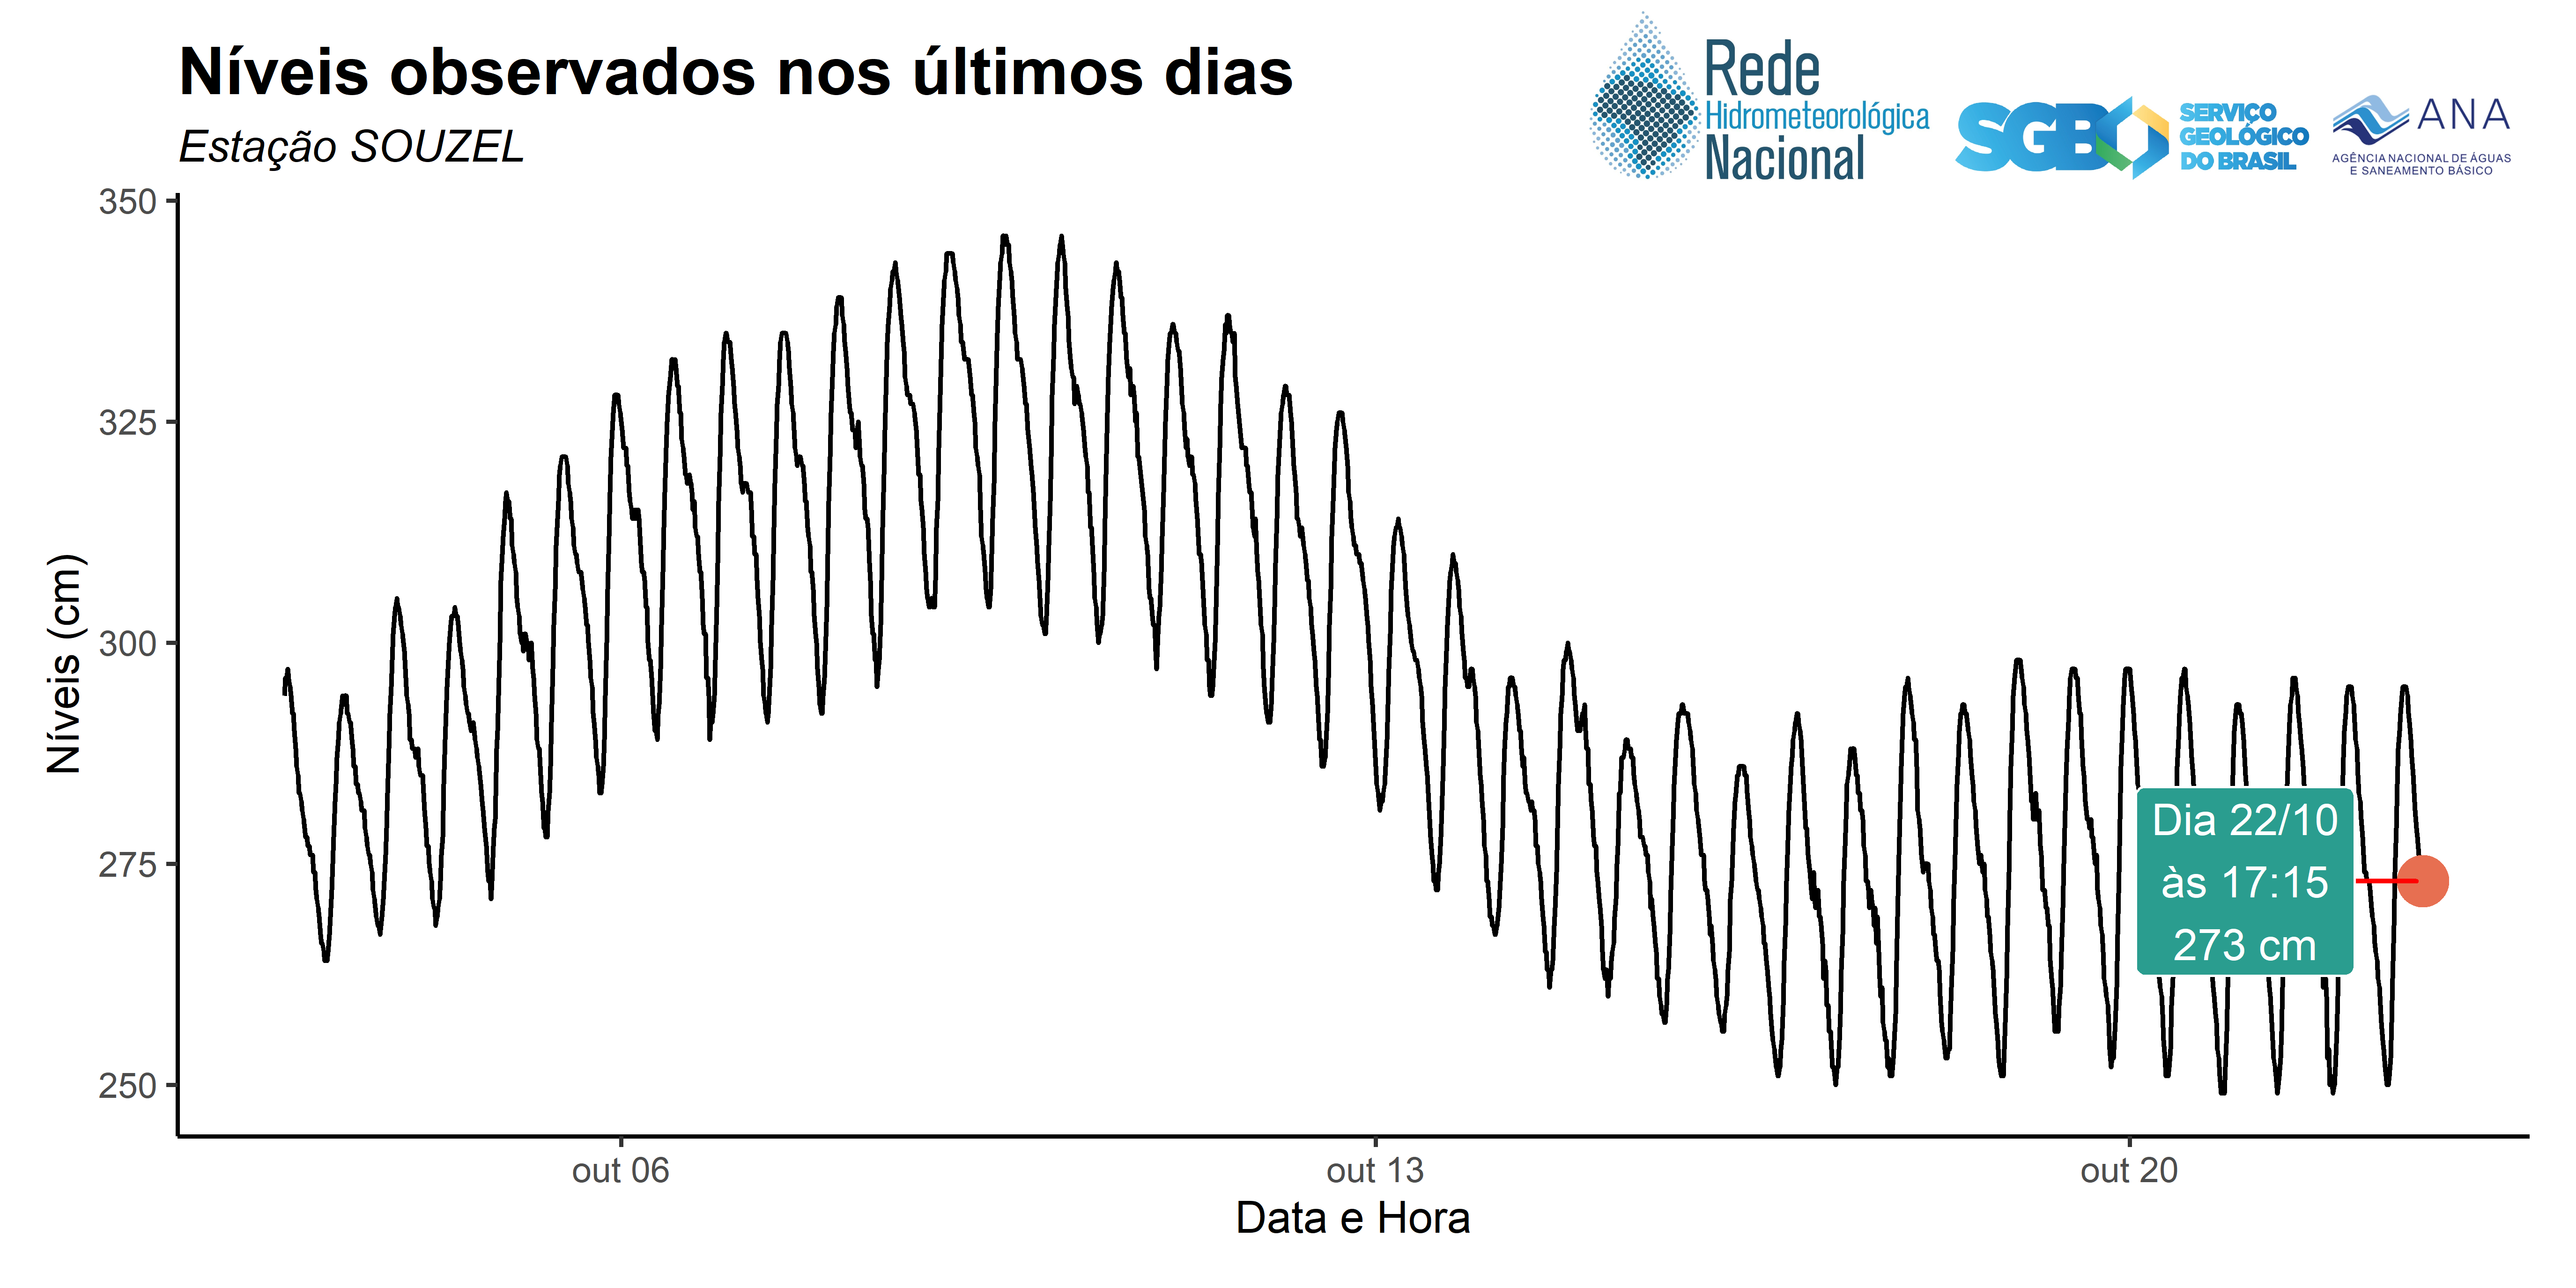 Níveis observados nos últimos dias
Estação SOUZEL
Rede
Hidrometeorológica
Nacional
SGB
SERVIÇO
GEOLÓGICO
DO BRASIL
ANA
AGÊNCIA NACIONAL DE ÁGUAS
E SANEAMENTO BÁSICO
350
325
300
275
250
Níveis (cm)
Dia 22/10
às 17:15
273 cm
out 06
out 13
out 20
Data e Hora